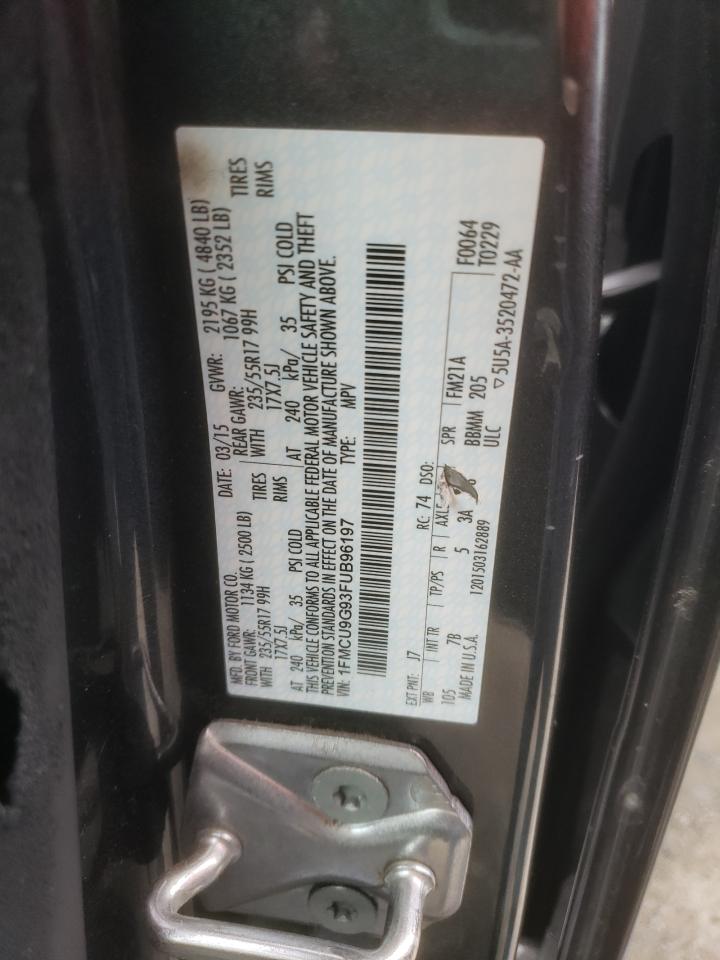 MFD. BY FORD MOTOR CO.
DATE: 03/15 GVWR: 2195 KG ( 4840 LB)
FRONT GAWR: 1134 KG ( 2500 LB)
REAR GAWR: 1067 KG ( 2352 LB)
WITH 235/55R17 99H TIRES
WITH 235/55R17 99H TIRES
17X7.5J RIMS
17X7.5J RIMS
AT 240 kPa/ 35 PSI COLD
AT 240 kPa/ 35 PSI COLD
THIS VEHICLE CONFORMS TO ALL APPLICABLE FEDERAL MOTOR VEHICLE SAFETY AND THEFT
PREVENTION STANDARDS IN EFFECT ON THE DATE OF MANUFACTURE SHOWN ABOVE.
VIN: 1FMCU9G93FUB96197 TYPE: MPV
EXT PNT: J7 RC: 74 DSO: FM21A F0064
WB INT TR TP/PS R AXLE SPR T0229
105 7B 5 3A BBMM 205
MADE IN U.S.A. 1201503162889 ULC ▽5U5A-3520472-AA